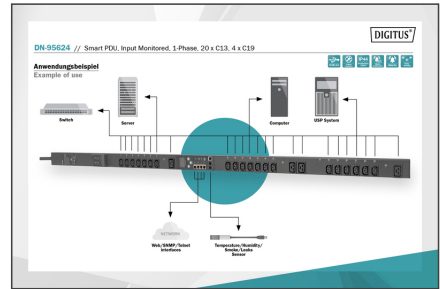 DIGITUS®
DN-95624 // Smart PDU, Input Monitored, 1-Phase, 20 x C13, 4 x C19
Anwendungsbeispiel
Example of use
Switch
Server
Computer
USP System
NETWORK
Web/SNMP/Telnet
Interfaces
Temperature/Humidity/
Smoke/Leaks
Sensor